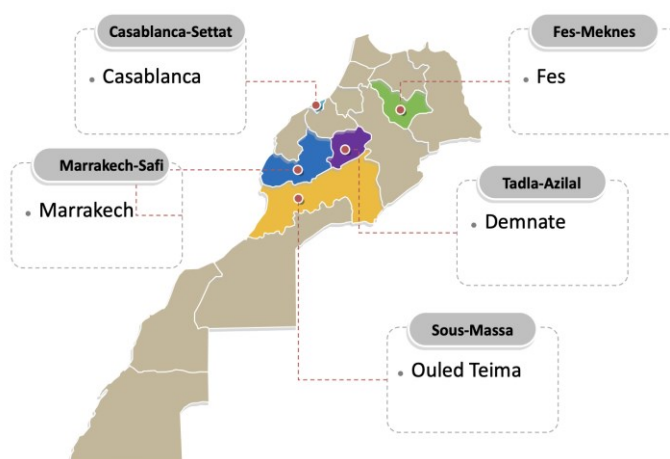 Casablanca-Settat
• Casablanca
Fes-Meknes
• Fes
Marrakech-Safi
• Marrakech
Tadla-Azilal
• Demnate
Sous-Massa
• Ouled Teima